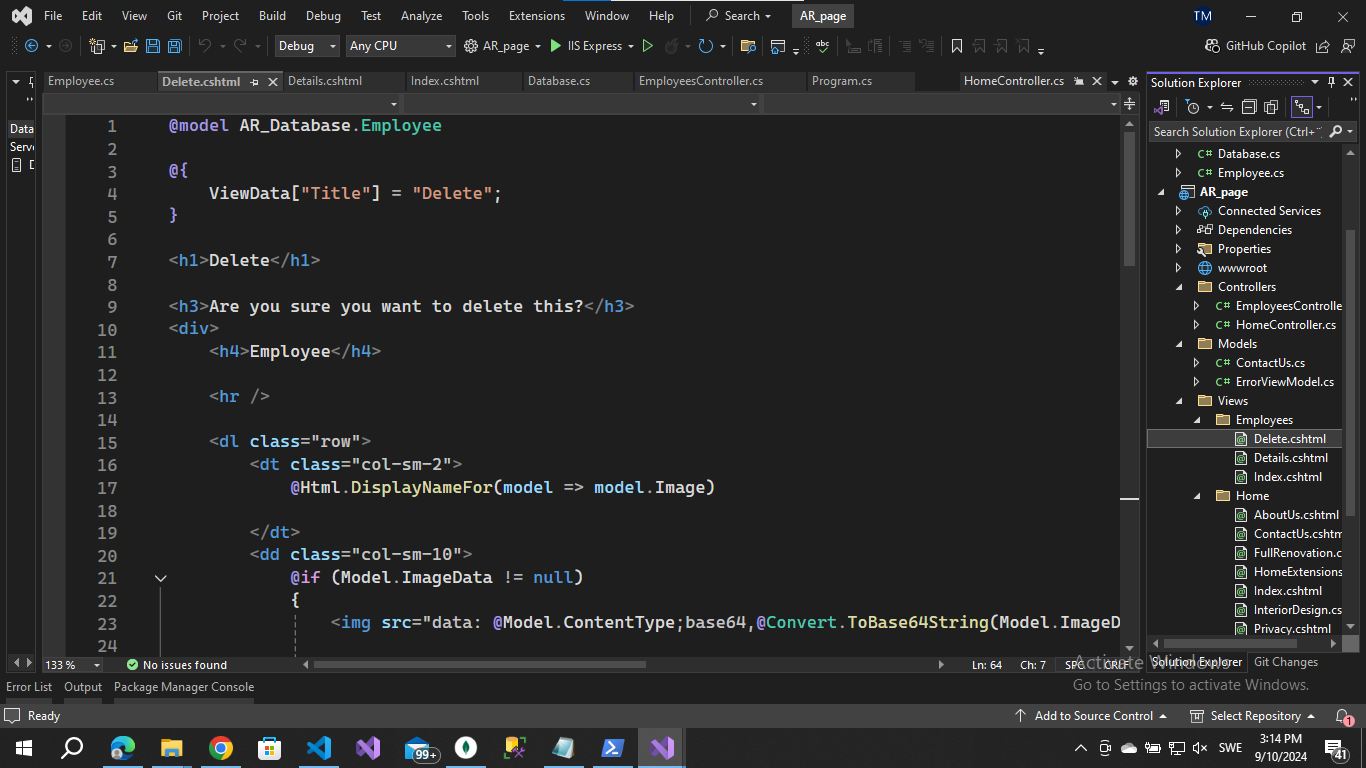 File Edit View Git Project Build Debug Test Analyze Tools Extensions Window Help Search AR_page TM
Debug Any CPU AR_page IIS Express GitHub Copilot
Employee.cs Delete.cshtml Details.cshtml Index.cshtml Database.cs EmployeesController.cs Program.cs HomeController.cs
Data
Serve
1 @model AR_Database.Employee
2
3 @{
4 ViewData["Title"] = "Delete";
5 }
6
7 <h1>Delete</h1>
8
9 <h3>Are you sure you want to delete this?</h3>
10 <div>
11 <h4>Employee</h4>
12
13 <hr />
14
15 <dl class="row">
16 <dt class="col-sm-2">
17 @Html.DisplayNameFor(model => model.Image)
18
19 </dt>
20 <dd class="col-sm-10">
21 @if (Model.ImageData != null)
22 {
23 <img src="data: @Model.ContentType;base64,@Convert.ToBase64String(Model.ImageD
24
133 % No issues found Ln: 64 Ch: 7 SPC CRLF
Solution Explorer
Search Solution Explorer (Ctrl+
C# Database.cs
C# Employee.cs
AR_page
Connected Services
Dependencies
Properties
wwwroot
Controllers
C# EmployeesControlle
C# HomeController.cs
Models
C# ContactUs.cs
C# ErrorViewModel.cs
Views
Employees
Delete.cshtml
Details.cshtml
Index.cshtml
Home
AboutUs.cshtml
ContactUs.cshtm
FullRenovation.c
HomeExtensions
Index.cshtml
InteriorDesign.cs
Privacy.cshtml
Solution Explorer Git Changes
Activate Windows
Go to Settings to activate Windows.
Error List Output Package Manager Console
Ready Add to Source Control Select Repository 1
99+ SWE 3:14 PM
9/10/2024 41